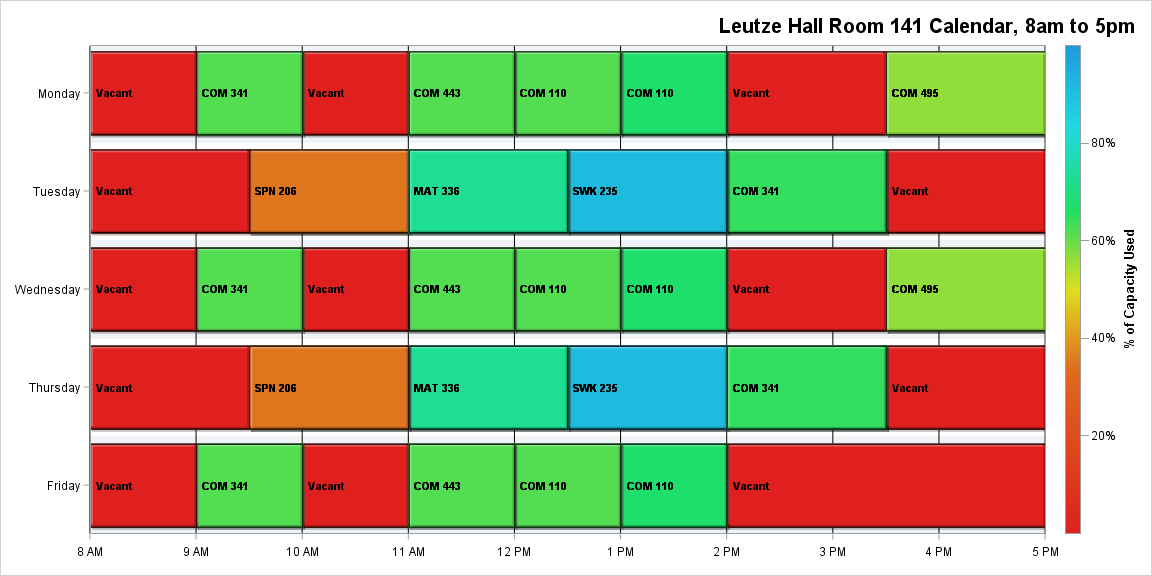 Leutze Hall Room 141 Calendar, 8am to 5pm
Monday
Vacant
COM 341
Vacant
COM 443
COM 110
COM 110
Vacant
COM 495
Tuesday
Vacant
SPN 206
MAT 336
SWK 235
COM 341
Vacant
Wednesday
Vacant
COM 341
Vacant
COM 443
COM 110
COM 110
Vacant
COM 495
Thursday
Vacant
SPN 206
MAT 336
SWK 235
COM 341
Vacant
Friday
Vacant
COM 341
Vacant
COM 443
COM 110
COM 110
Vacant
8 AM
9 AM
10 AM
11 AM
12 PM
1 PM
2 PM
3 PM
4 PM
5 PM
80%
60%
40%
20%
% of Capacity Used